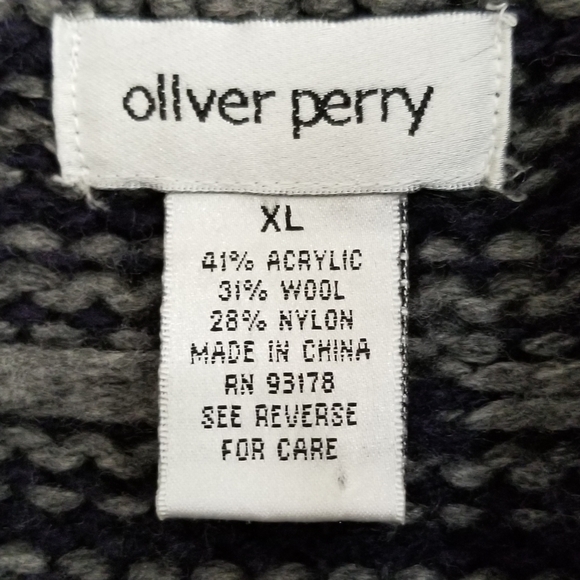 oliver perry
XL
41% ACRYLIC
31% WOOL
28% NYLON
MADE IN CHINA
RN 93178
SEE REVERSE
FOR CARE